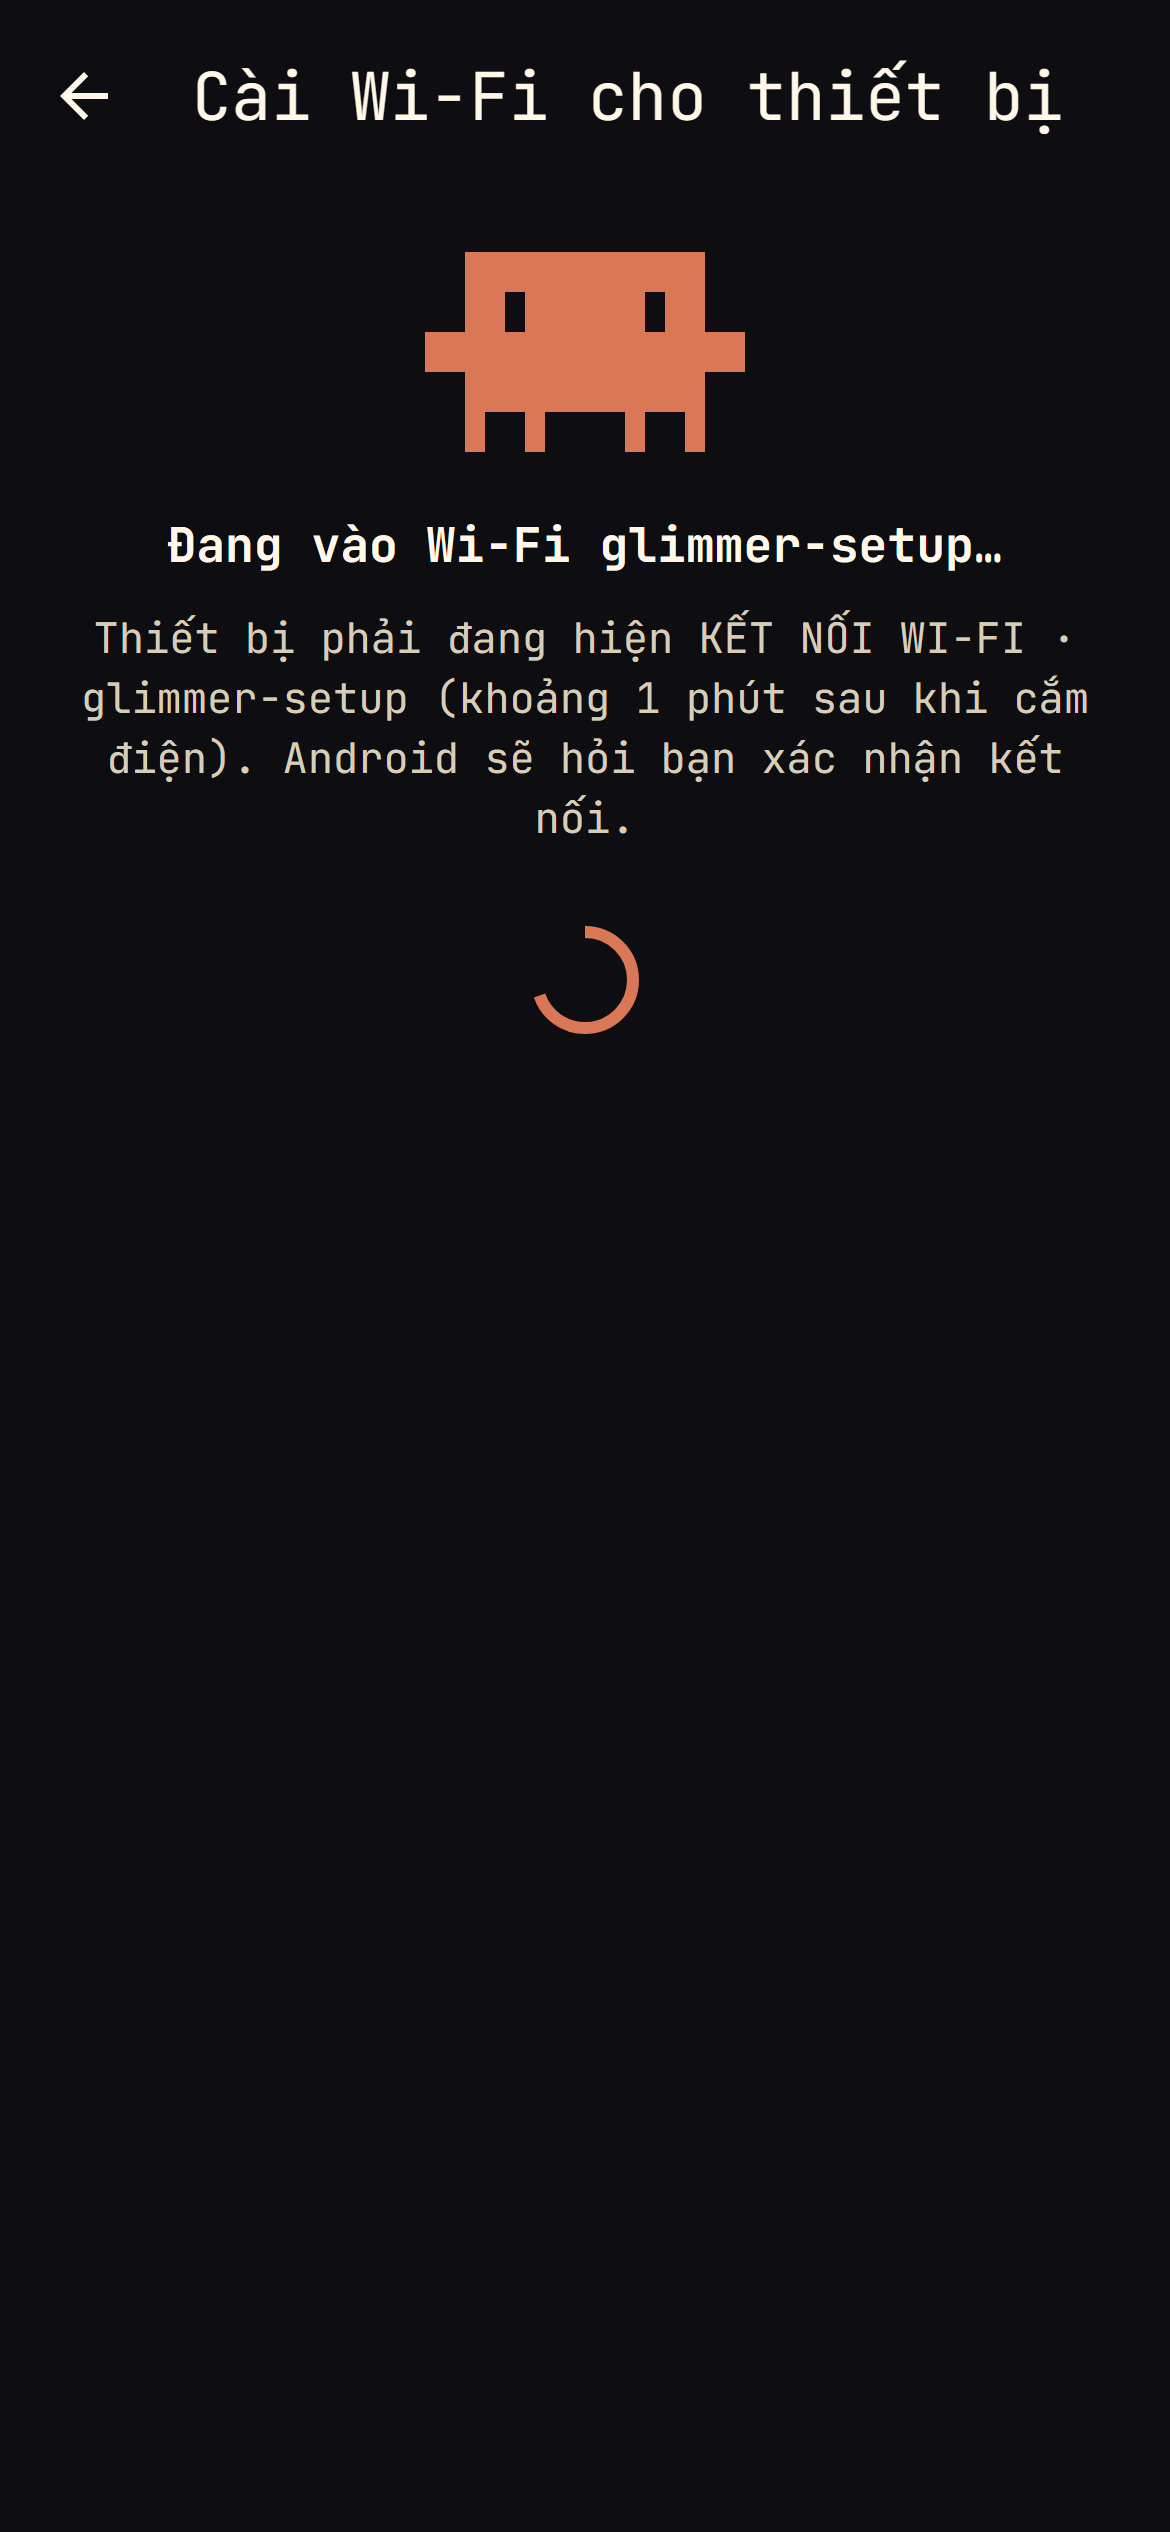 Cài Wi-Fi cho thiết bị
Đang vào Wi-Fi glimmer-setup…
Thiết bị phải đang hiện KẾT NỐI WI-FI ·
glimmer-setup (khoảng 1 phút sau khi cắm
điện). Android sẽ hỏi bạn xác nhận kết
nối.